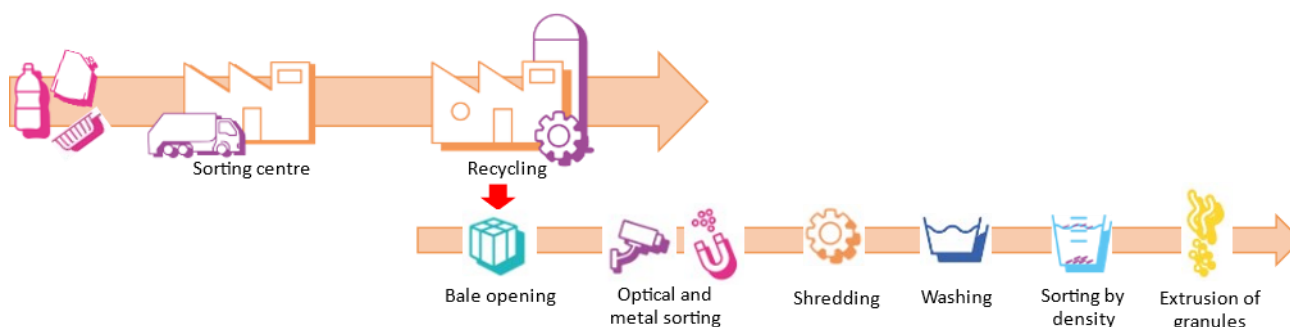 Sorting centre
Recycling
Bale opening
Optical and
metal sorting
Shredding
Washing
Sorting by
density
Extrusion of
granules